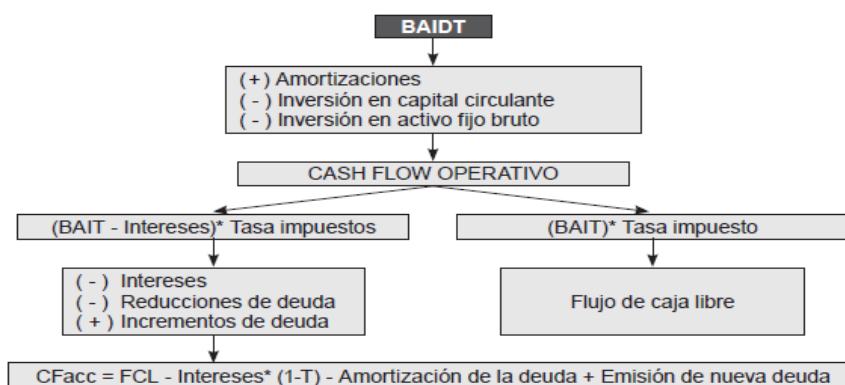 BAIDT
(+) Amortizaciones
(-) Inversión en capital circulante
(-) Inversión en activo fijo bruto
CASH FLOW OPERATIVO
(BAIT - Intereses)* Tasa impuestos
(BAIT)* Tasa impuesto
(-) Intereses
(-) Reducciones de deuda
(+) Incrementos de deuda
Flujo de caja libre
CFacc = FCL - Intereses* (1-T) - Amortización de la deuda + Emisión de nueva deuda